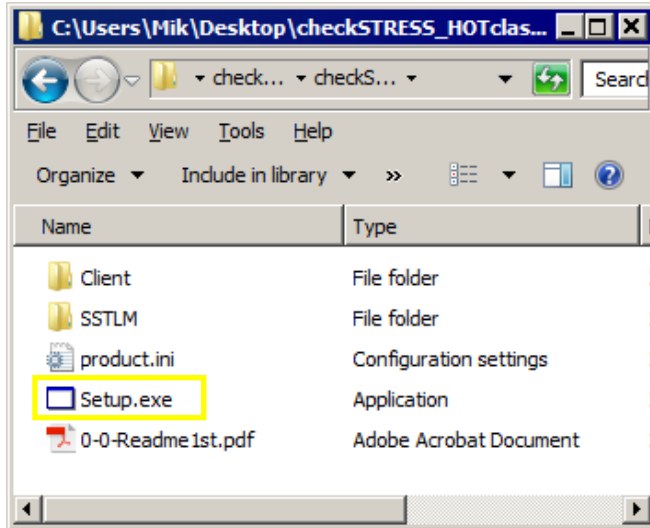 C:\Users\Mik\Desktop\checkSTRESS_HOTclas...
check... checkS... Search
File Edit View Tools Help
Organize Include in library »
Name Type
Client File folder
SSTLM File folder
product.ini Configuration settings
Setup.exe Application
0-0-Readme1st.pdf Adobe Acrobat Document